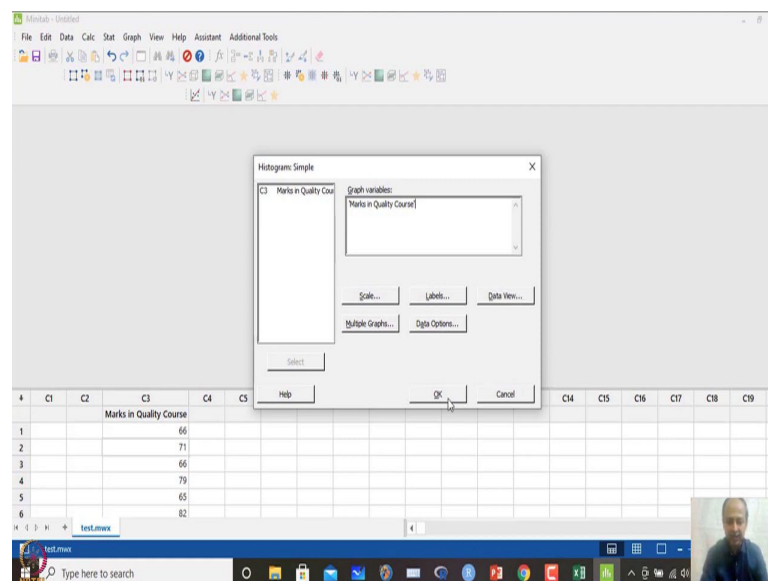 Minitab - Untitled
File Edit Data Calc Stat Graph View Help Assistant Additional Tools
Histogram: Simple X
C3 Marks in Quality Cour
Graph variables:
'Marks in Quality Course'
Scale... Labels... Data View...
Multiple Graphs... Data Options...
Select
Help OK Cancel
C1 C2 C3 C4 C5 C14 C15 C16 C17 C18 C19
Marks in Quality Course
1 66
2 71
3 66
4 79
5 65
6 82
test.mwx
test.mwx
Type here to search